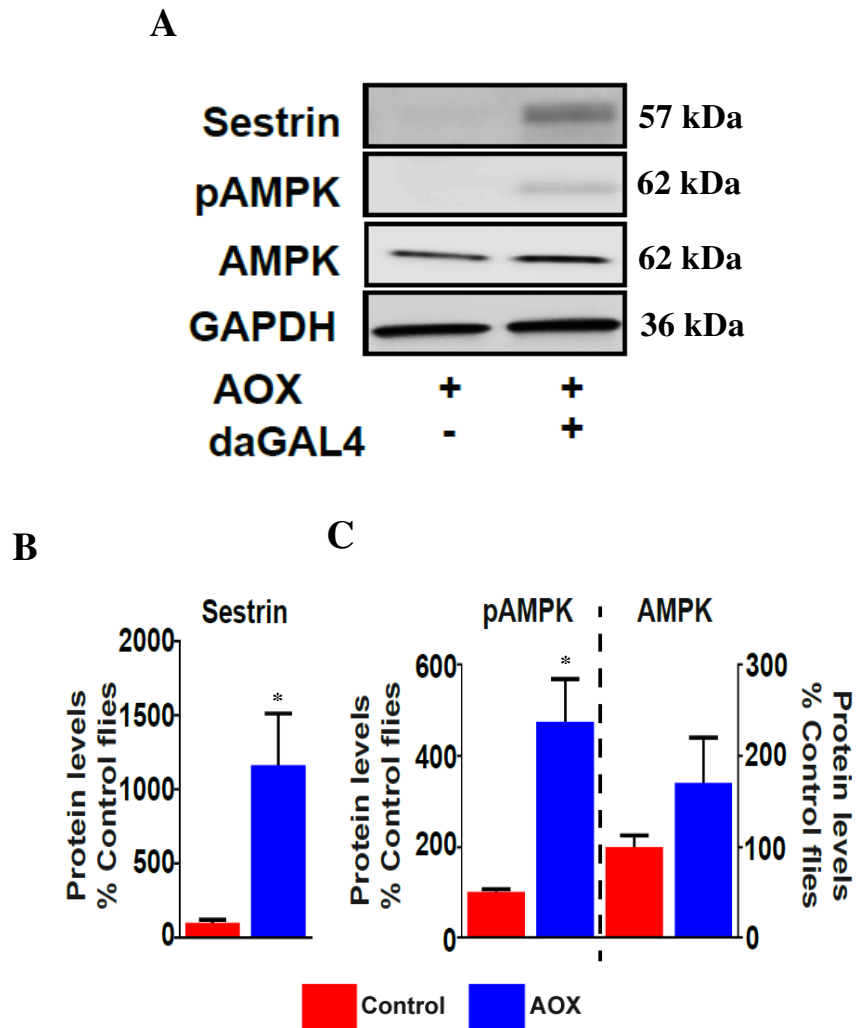 A
Sestrin 57 kDa
pAMPK 62 kDa
AMPK 62 kDa
GAPDH 36 kDa
AOX + +
daGAL4 - +
B
Sestrin
Protein levels
% Control flies
2000
1500
1000
500
0
*
C
pAMPK AMPK
Protein levels
% Control flies
600
400
200
0
*
300
200
100
0
Protein levels
% Control flies
Control AOX